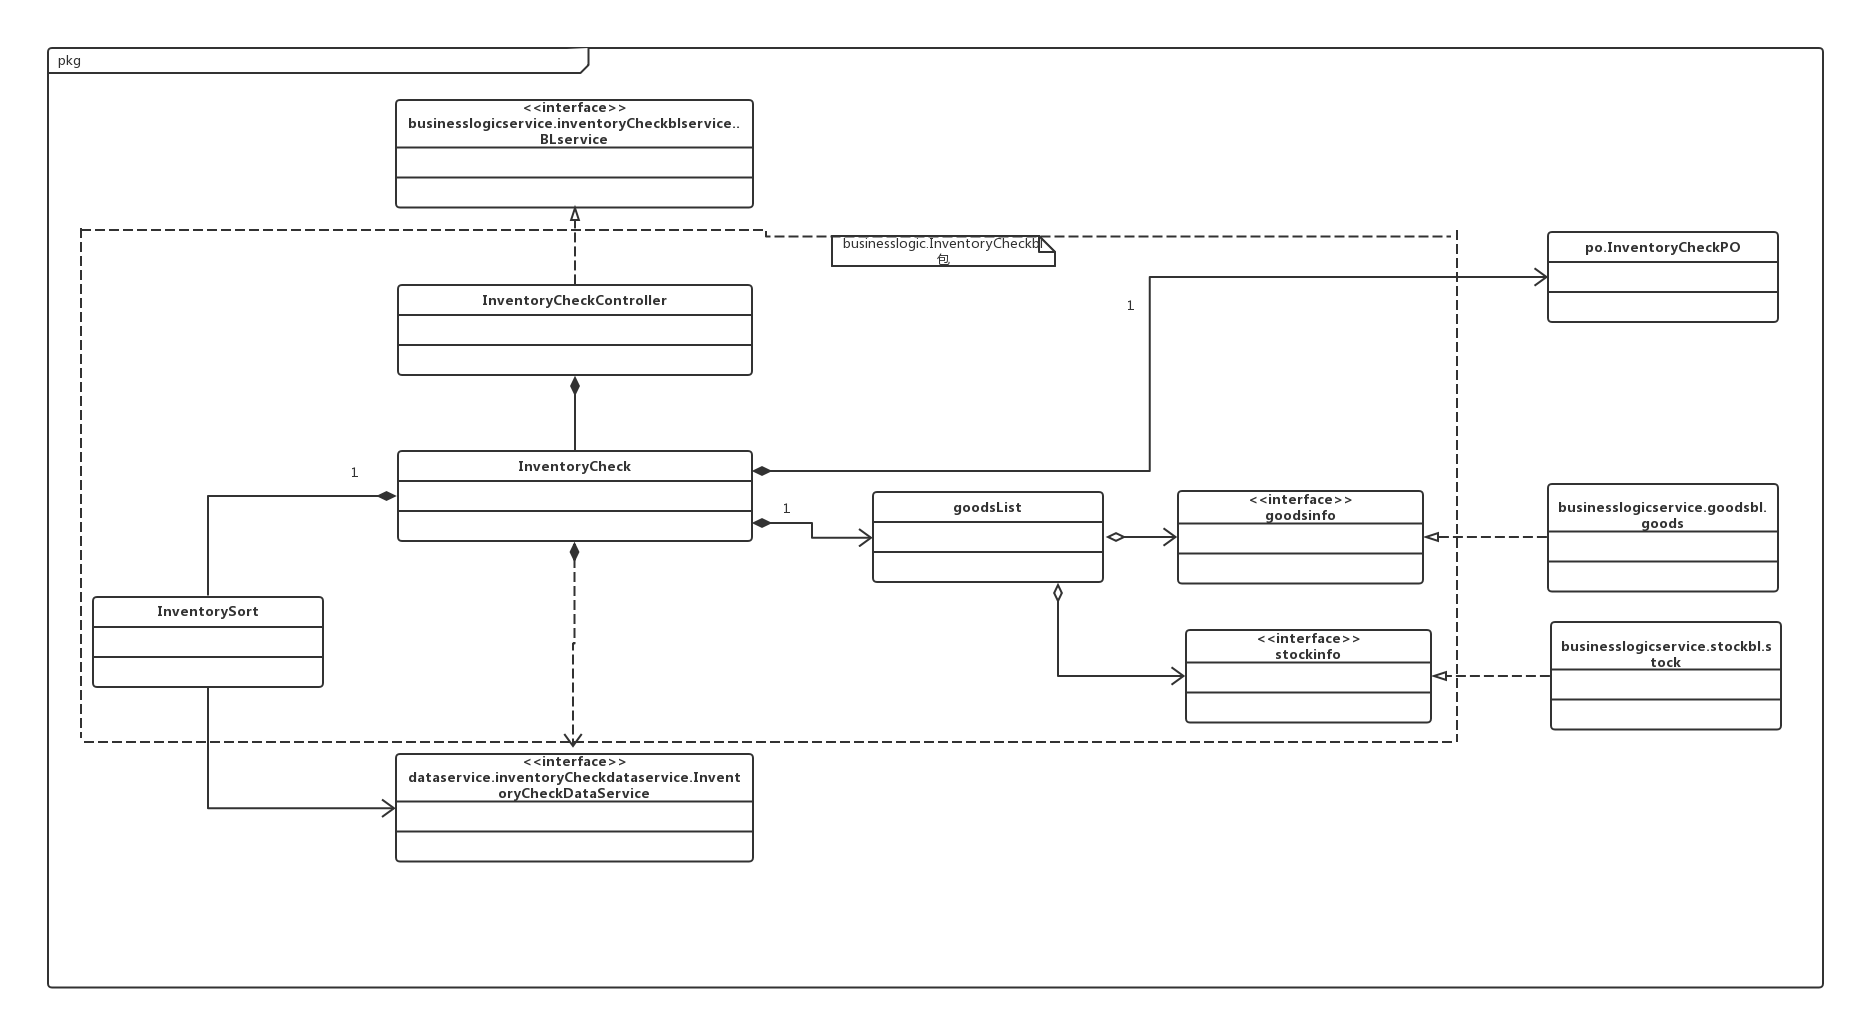 pkg
<<interface>>
businesslogicservice.inventoryCheckblservice..
BLservice
businesslogic.InventoryCheckbl
包
po.InventoryCheckPO
InventoryCheckController
1
InventoryCheck
1
1
goodsList
<<interface>>
goodsinfo
businesslogicservice.goodsbl.
goods
InventorySort
<<interface>>
stockinfo
businesslogicservice.stockbl.s
tock
<<interface>>
dataservice.inventoryCheckdataservice.Invent
oryCheckDataService